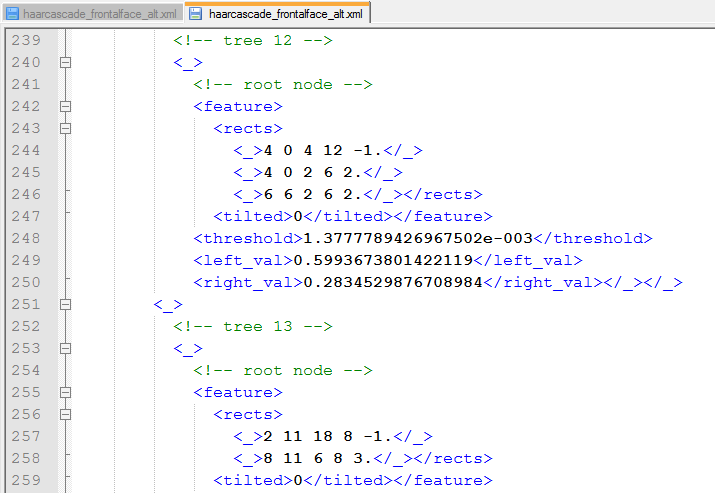 haarcascade_frontalface_alt.xml haarcascade_frontalface_alt.xml
239 <!-- tree 12 -->
240 <_>
241 <!-- root node -->
242 <feature>
243 <rects>
244 <_>4 0 4 12 -1.</_>
245 <_>4 0 2 6 2.</_>
246 <_>6 6 2 6 2.</_></rects>
247 <tilted>0</tilted></feature>
248 <threshold>1.3777789426967502e-003</threshold>
249 <left_val>0.5993673801422119</left_val>
250 <right_val>0.2834529876708984</right_val></_></_>
251 <_>
252 <!-- tree 13 -->
253 <_>
254 <!-- root node -->
255 <feature>
256 <rects>
257 <_>2 11 18 8 -1.</_>
258 <_>8 11 6 8 3.</_></rects>
259 <tilted>0</tilted></feature>